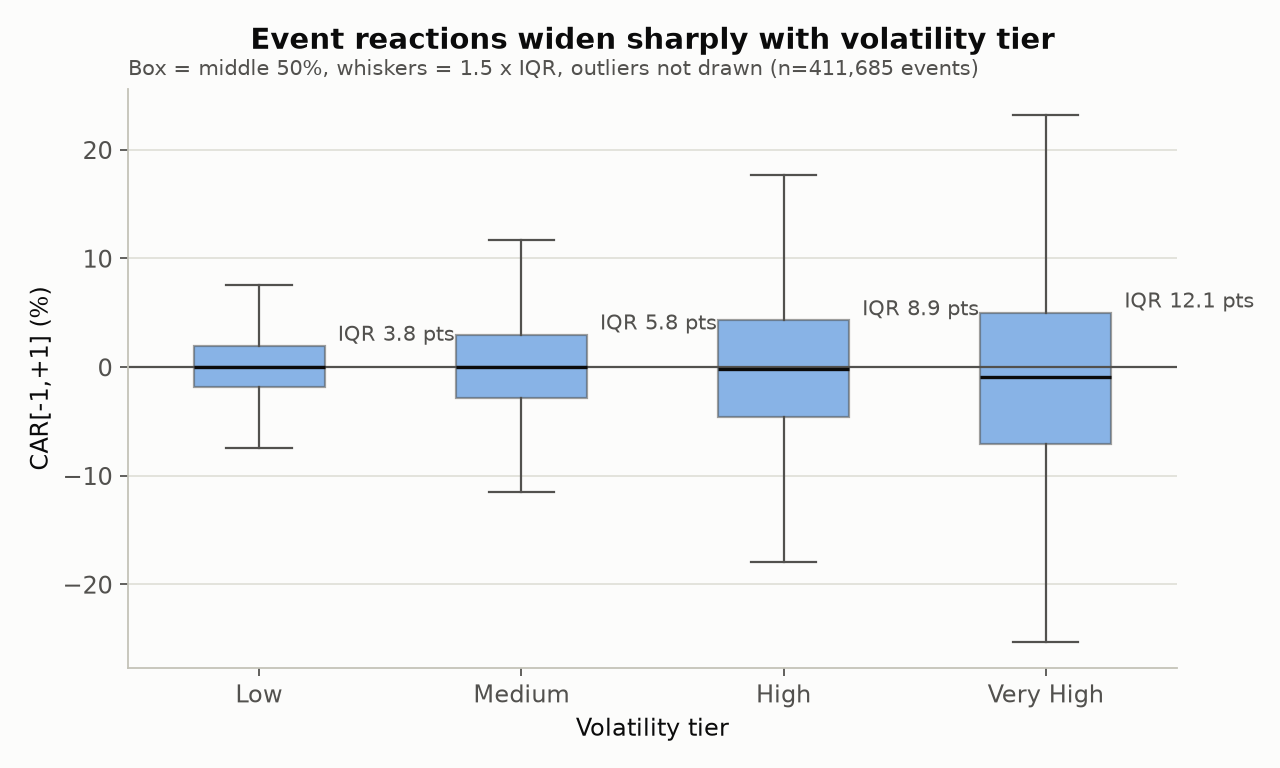 Event reactions widen sharply with volatility tier
Box = middle 50%, whiskers = 1.5 x IQR, outliers not drawn (n=411,685 events)
CAR[-1,+1] (%)
20
10
0
−10
−20
IQR 3.8 pts
IQR 5.8 pts
IQR 8.9 pts
IQR 12.1 pts
Low
Medium
High
Very High
Volatility tier